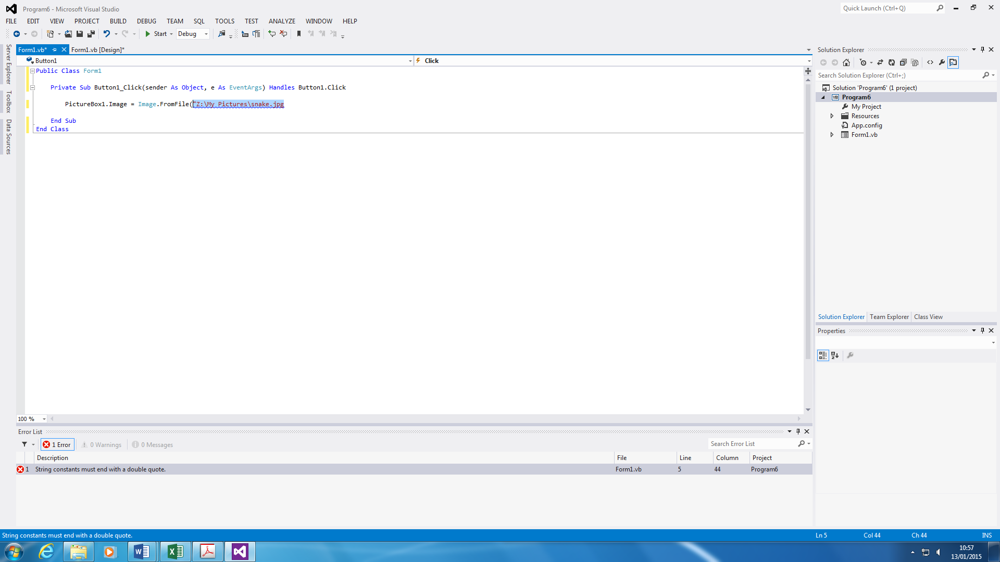 Program6 - Microsoft Visual Studio
Quick Launch (Ctrl+Q)
FILE EDIT VIEW PROJECT BUILD DEBUG TEAM SQL TOOLS TEST ANALYZE WINDOW HELP
Start Debug
Form1.vb* Form1.vb [Design]*
Button1 Click
Public Class Form1
Private Sub Button1_Click(sender As Object, e As EventArgs) Handles Button1.Click
PictureBox1.Image = Image.FromFile("Z:\My Pictures\snake.jpg
End Sub
End Class
Server Explorer
Toolbox
Data Sources
100 %
Solution Explorer
Search Solution Explorer (Ctrl+;)
Solution 'Program6' (1 project)
VB Program6
My Project
Resources
App.config
Form1.vb
Solution Explorer Team Explorer Class View
Properties
Error List
1 Error 0 Warnings 0 Messages
Search Error List
Description File Line Column Project
1 String constants must end with a double quote. Form1.vb 5 44 Program6
String constants must end with a double quote. Ln 5 Col 44 Ch 44 INS
10:57
13/01/2015